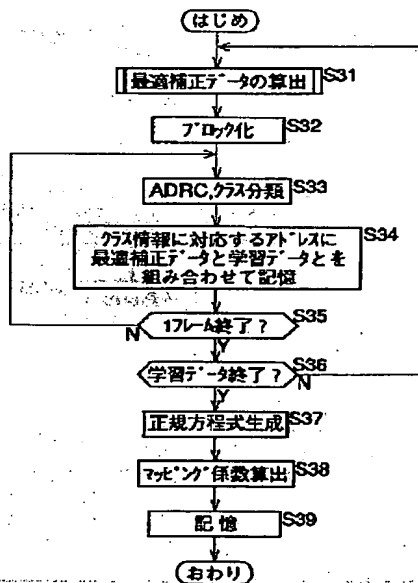 はじめ
最適補正データの算出 S31
ブロック化 S32
ADRC,クラス分類 S33
S34
クラス情報に対応するアドレスに
最適補正データと学習データとを
組み合わせて記憶
1フレーム終了? S35
N
Y
学習データ終了? S36
N
Y
正規方程式生成 S37
マッピング係数算出 S38
記憶 S39
おわり